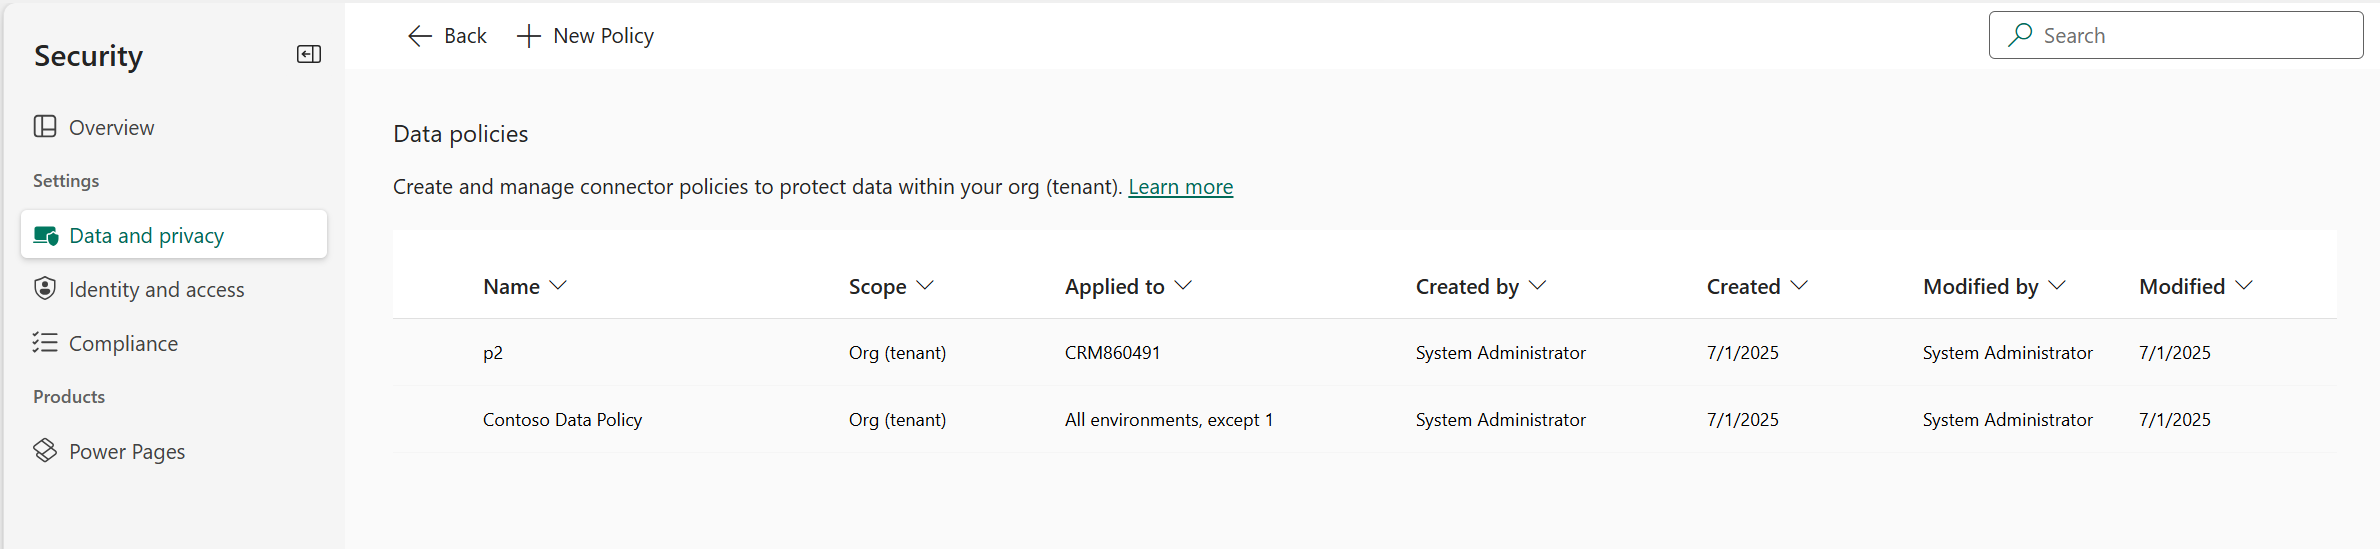 Security
Overview
Settings
Data and privacy
Identity and access
Compliance
Products
Power Pages
Back New Policy Search
Data policies
Create and manage connector policies to protect data within your org (tenant). Learn more
Name Scope Applied to Created by Created Modified by Modified
p2 Org (tenant) CRM860491 System Administrator 7/1/2025 System Administrator 7/1/2025
Contoso Data Policy Org (tenant) All environments, except 1 System Administrator 7/1/2025 System Administrator 7/1/2025